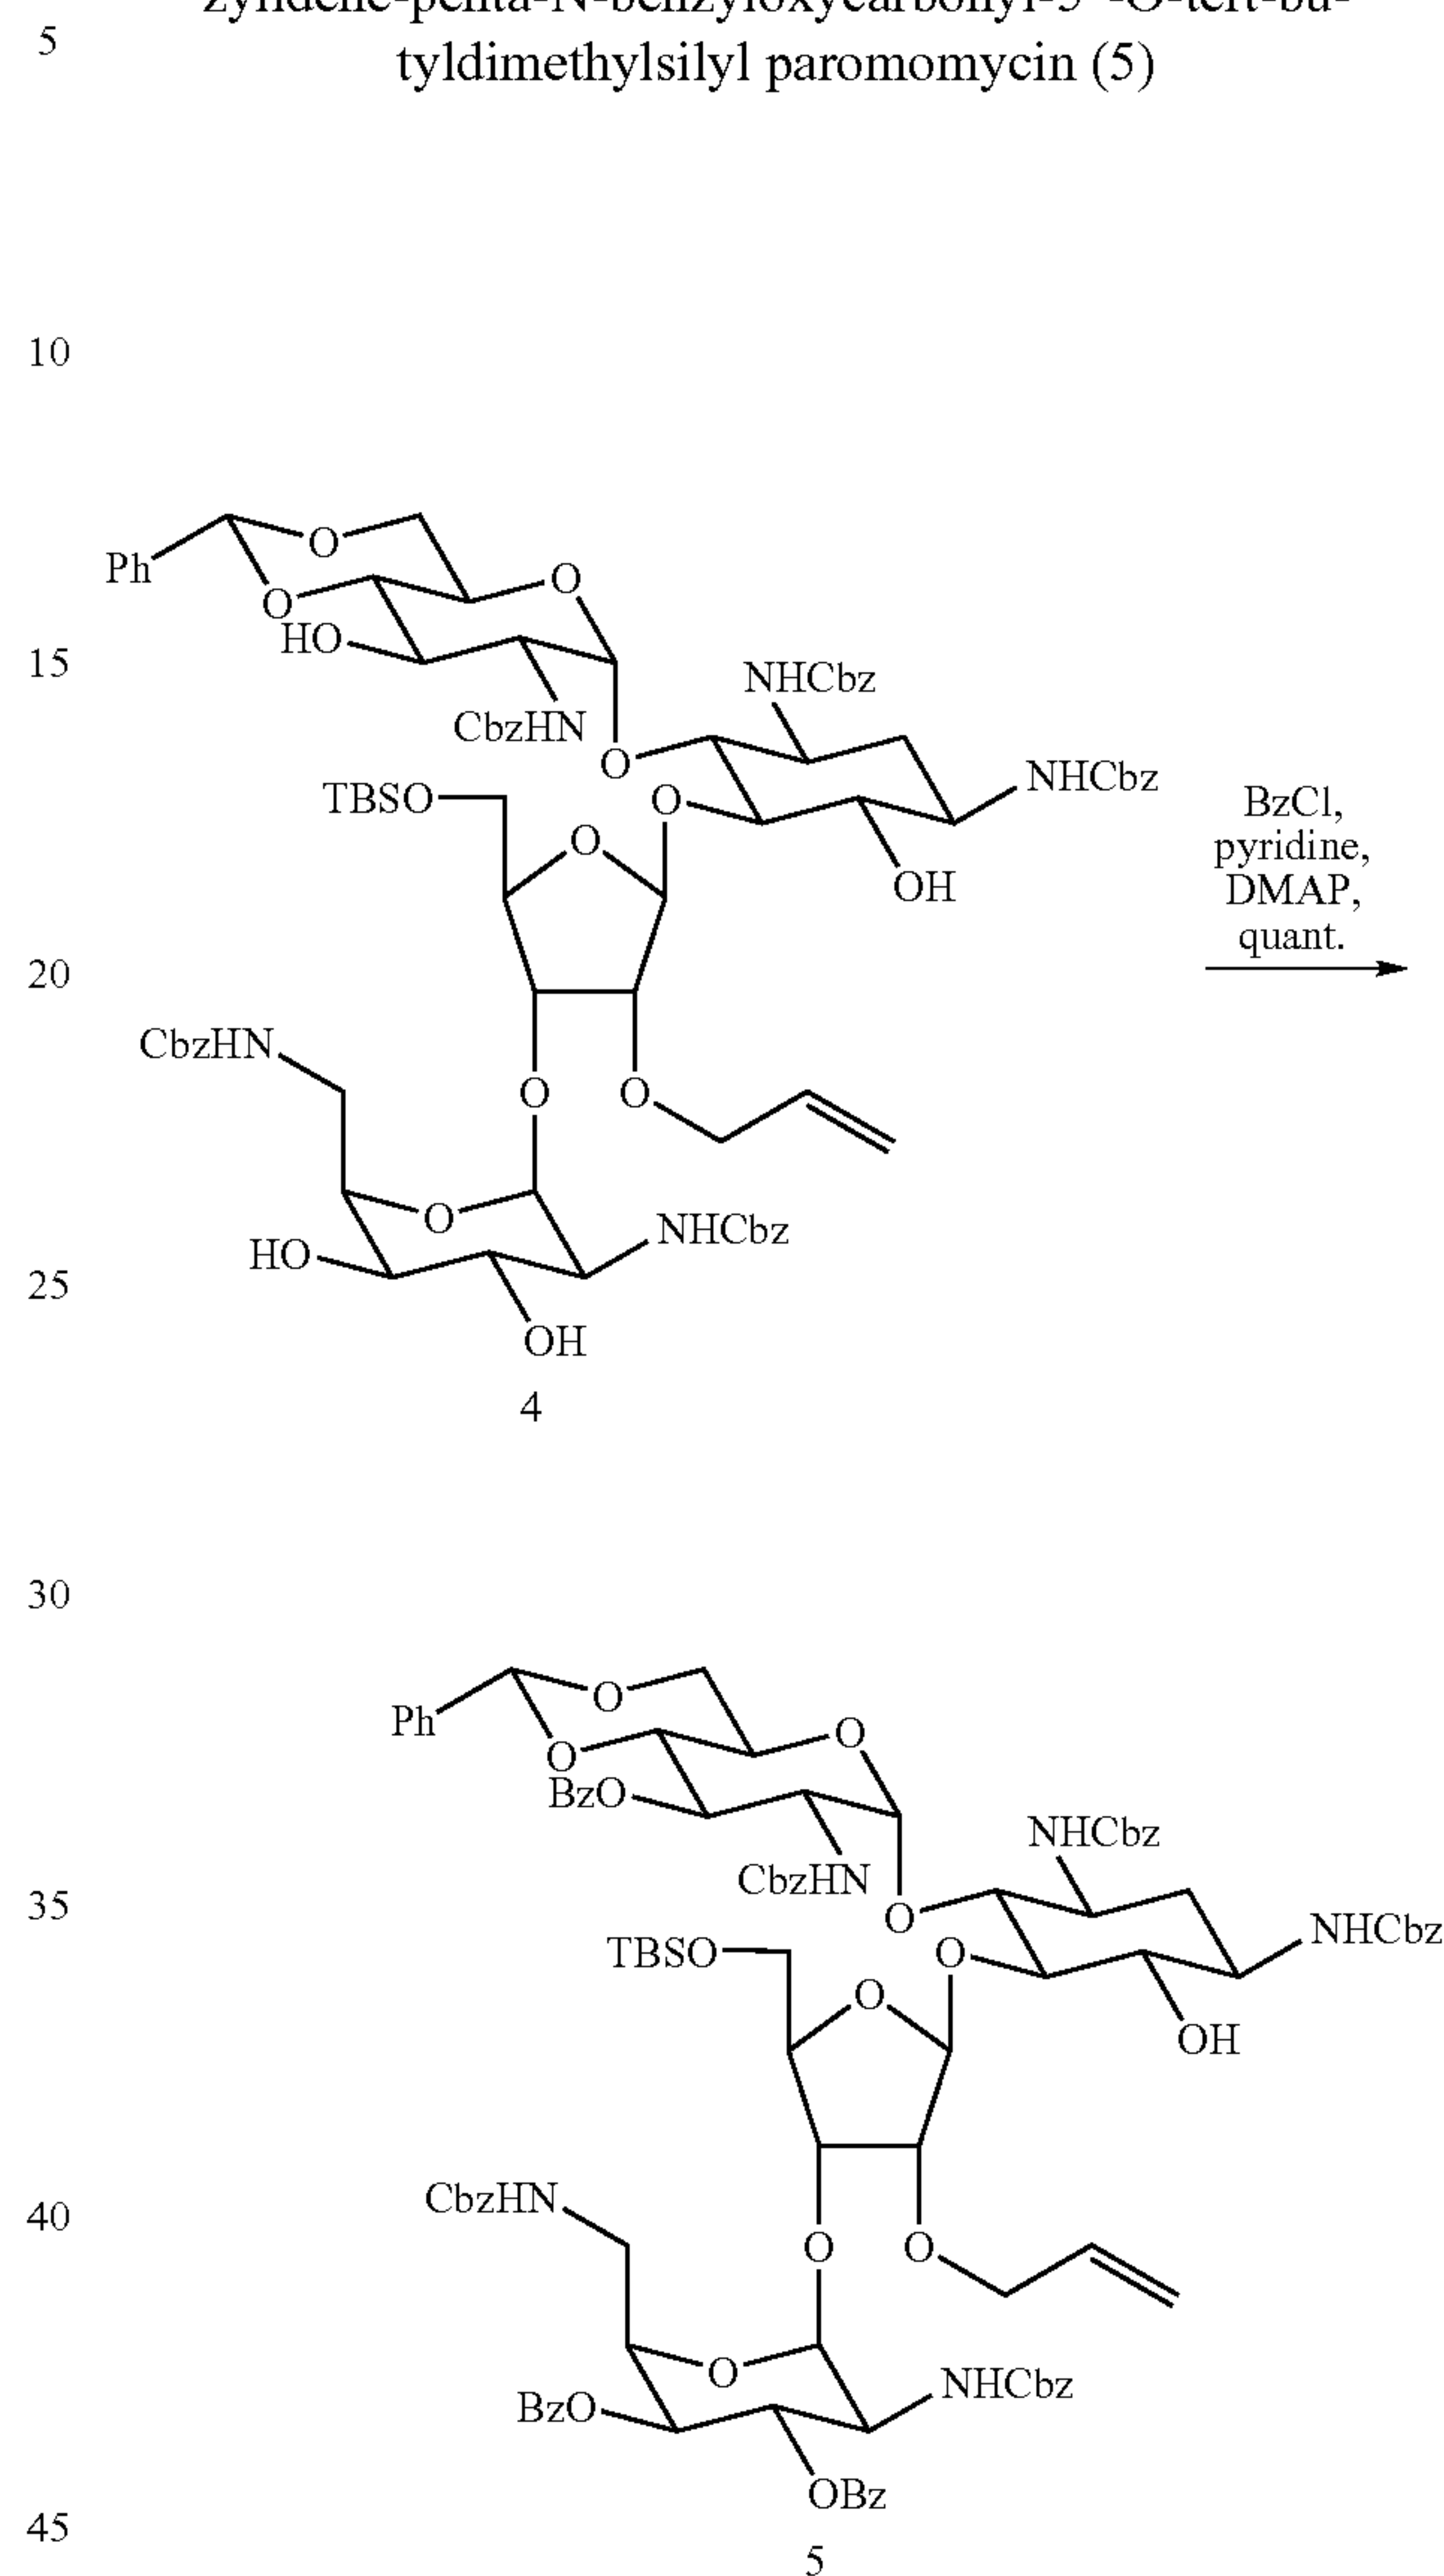 5
tyldimethylsilyl paromomycin (5)
10
Ph
O
O
O
HO
15
NHCbz
CbzHN
O
NHCbz
TBSO
O
O
OH
BzCl,
pyridine,
DMAP,
quant.
20
CbzHN
O
O
O
NHCbz
HO
25
OH
4
30
Ph
O
O
O
BzO
NHCbz
CbzHN
35
O
NHCbz
TBSO
O
O
OH
CbzHN
40
O
O
O
NHCbz
BzO
OBz
45
5